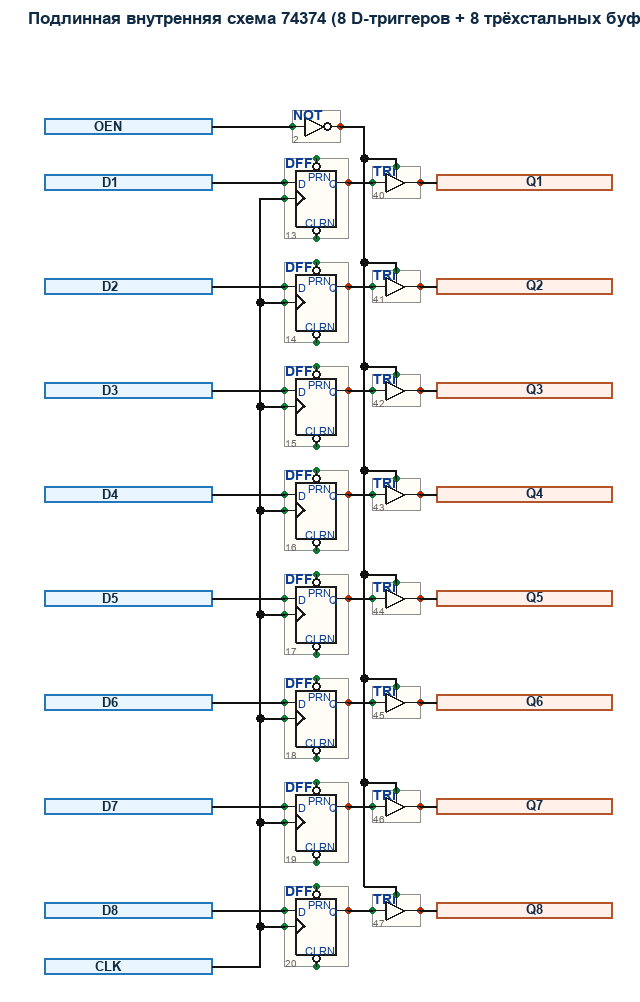 Подлинная внутренняя схема 74374 (8 D-триггеров + 8 трёхстальных буф
OEN NOT 2
DFF PRN D Q CLRN 13
D1 TRI 40 Q1
DFF PRN D Q CLRN 14
D2 TRI 41 Q2
DFF PRN D Q CLRN 15
D3 TRI 42 Q3
DFF PRN D Q CLRN 16
D4 TRI 43 Q4
DFF PRN D Q CLRN 17
D5 TRI 44 Q5
DFF PRN D Q CLRN 18
D6 TRI 45 Q6
DFF PRN D Q CLRN 19
D7 TRI 46 Q7
DFF PRN D Q CLRN 20
D8 TRI 47 Q8
CLK